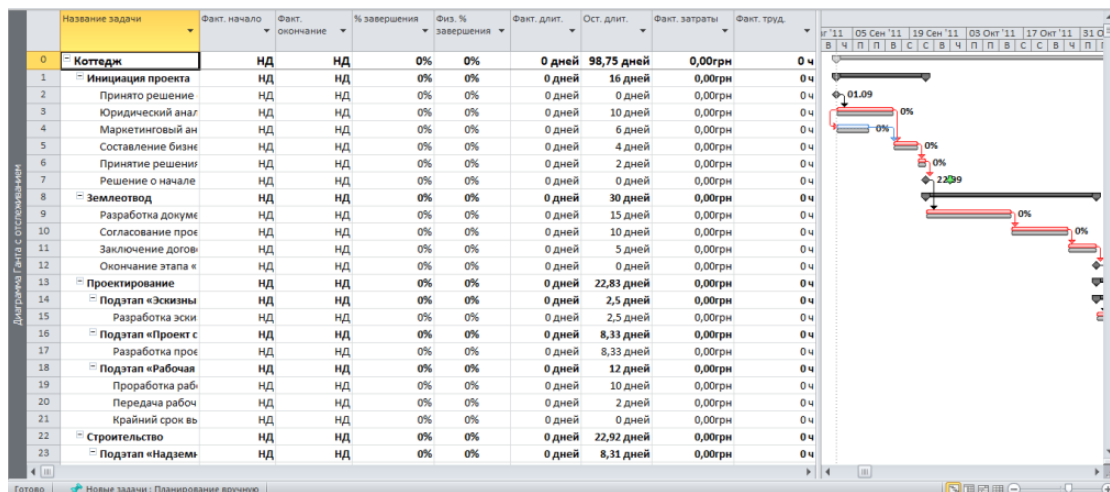 Название задачи Факт. начало Факт. окончание % завершения Физ. % завершения Факт. длит. Ост. длит. Факт. затраты Факт. труд.
05 Сен '11 19 Сен '11 03 Окт '11 17 Окт '11
В Ч П П В С С В Ч П П В С С В Ч П
0 Коттедж НД НД 0% 0% 0 дней 98,75 дней 0,00грн 0 ч
1 Инициация проекта НД НД 0% 0% 0 дней 16 дней 0,00грн 0 ч
2 Принято решение НД НД 0% 0% 0 дней 0 дней 0,00грн 0 ч 01.09
3 Юридический анал НД НД 0% 0% 0 дней 10 дней 0,00грн 0 ч 0%
4 Маркетинговый ан НД НД 0% 0% 0 дней 6 дней 0,00грн 0 ч 0%
5 Составление бизне НД НД 0% 0% 0 дней 4 дней 0,00грн 0 ч 0%
6 Принятие решения НД НД 0% 0% 0 дней 2 дней 0,00грн 0 ч 0%
7 Решение о начале НД НД 0% 0% 0 дней 0 дней 0,00грн 0 ч
8 Землеотвод НД НД 0% 0% 0 дней 30 дней 0,00грн 0 ч
9 Разработка докуме НД НД 0% 0% 0 дней 15 дней 0,00грн 0 ч 0%
10 Согласование прое НД НД 0% 0% 0 дней 10 дней 0,00грн 0 ч 0%
11 Заключение догов НД НД 0% 0% 0 дней 5 дней 0,00грн 0 ч
12 Окончание этапа « НД НД 0% 0% 0 дней 0 дней 0,00грн 0 ч
13 Проектирование НД НД 0% 0% 0 дней 22,83 дней 0,00грн 0 ч
14 Подэтап «Эскизны НД НД 0% 0% 0 дней 2,5 дней 0,00грн 0 ч
15 Разработка эски НД НД 0% 0% 0 дней 2,5 дней 0,00грн 0 ч
16 Подэтап «Проект с НД НД 0% 0% 0 дней 8,33 дней 0,00грн 0 ч
17 Разработка прое НД НД 0% 0% 0 дней 8,33 дней 0,00грн 0 ч
18 Подэтап «Рабочая НД НД 0% 0% 0 дней 12 дней 0,00грн 0 ч
19 Проработка раб НД НД 0% 0% 0 дней 10 дней 0,00грн 0 ч
20 Передача рабоч НД НД 0% 0% 0 дней 2 дней 0,00грн 0 ч
21 Крайний срок вь НД НД 0% 0% 0 дней 0 дней 0,00грн 0 ч
22 Строительство НД НД 0% 0% 0 дней 22,92 дней 0,00грн 0 ч
23 Подэтап «Надземн НД НД 0% 0% 0 дней 8,31 дней 0,00грн 0 ч
Диаграмма Ганта с отслеживанием
Готово Новые задачи : Планирование вручную